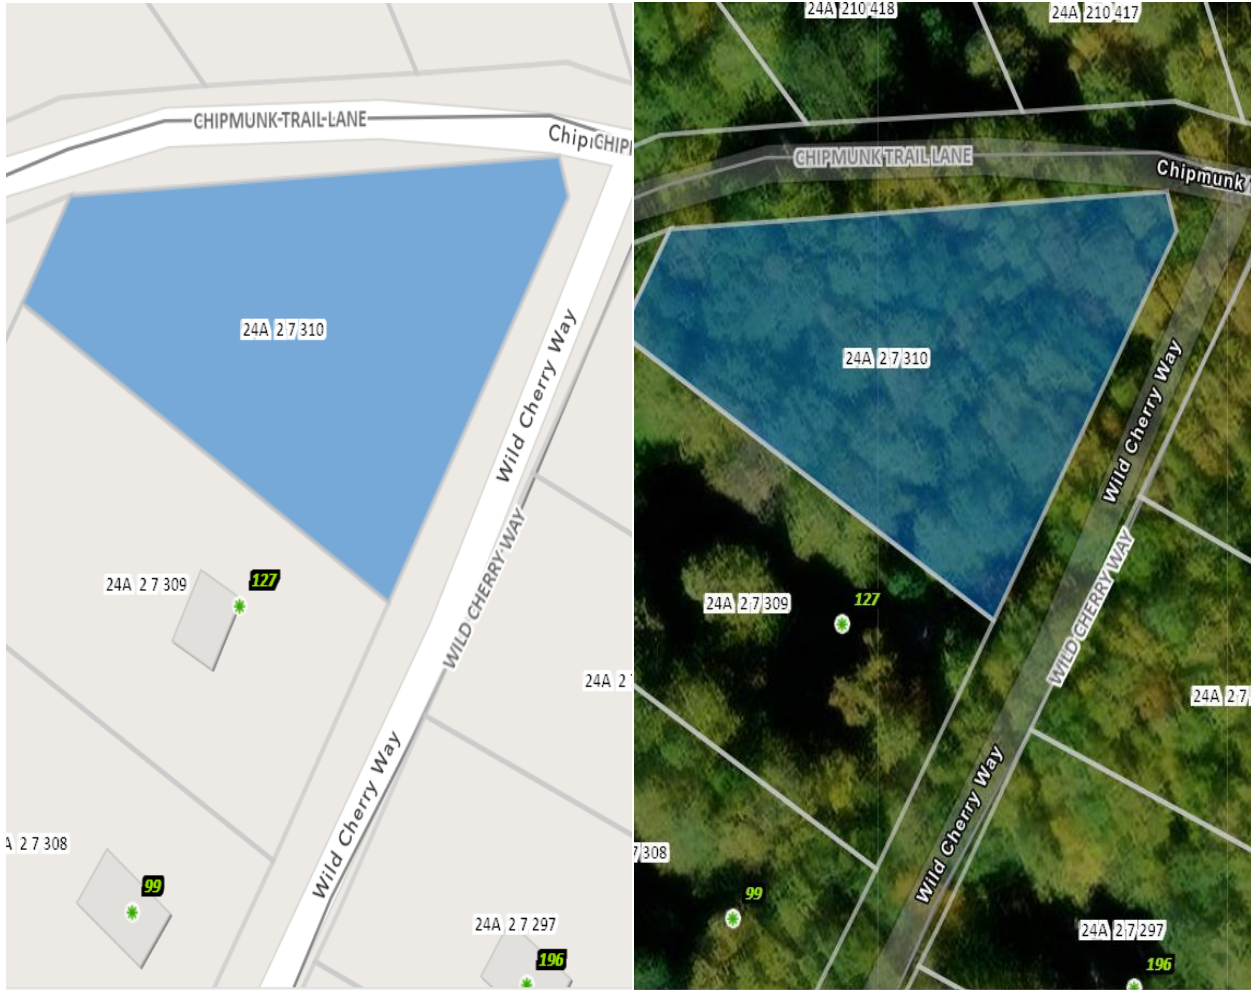 CHIPMUNK TRAIL LANE
Chip
CHIP
24A 2 7 310
Wild Cherry Way
WILD CHERRY WAY
127
24A 2 7 309
24A 2
Wild Cherry Way
A 2 7 308
99
24A 2 7 297
196
24A 210 418
24A 210 417
CHIPMUNK TRAIL LANE
Chipmunk
24A 2 7 310
Wild Cherry Way
WILD CHERRY WAY
127
24A 2 7 309
24A 2 7
Wild Cherry Way
7 308
99
24A 2 7 297
196